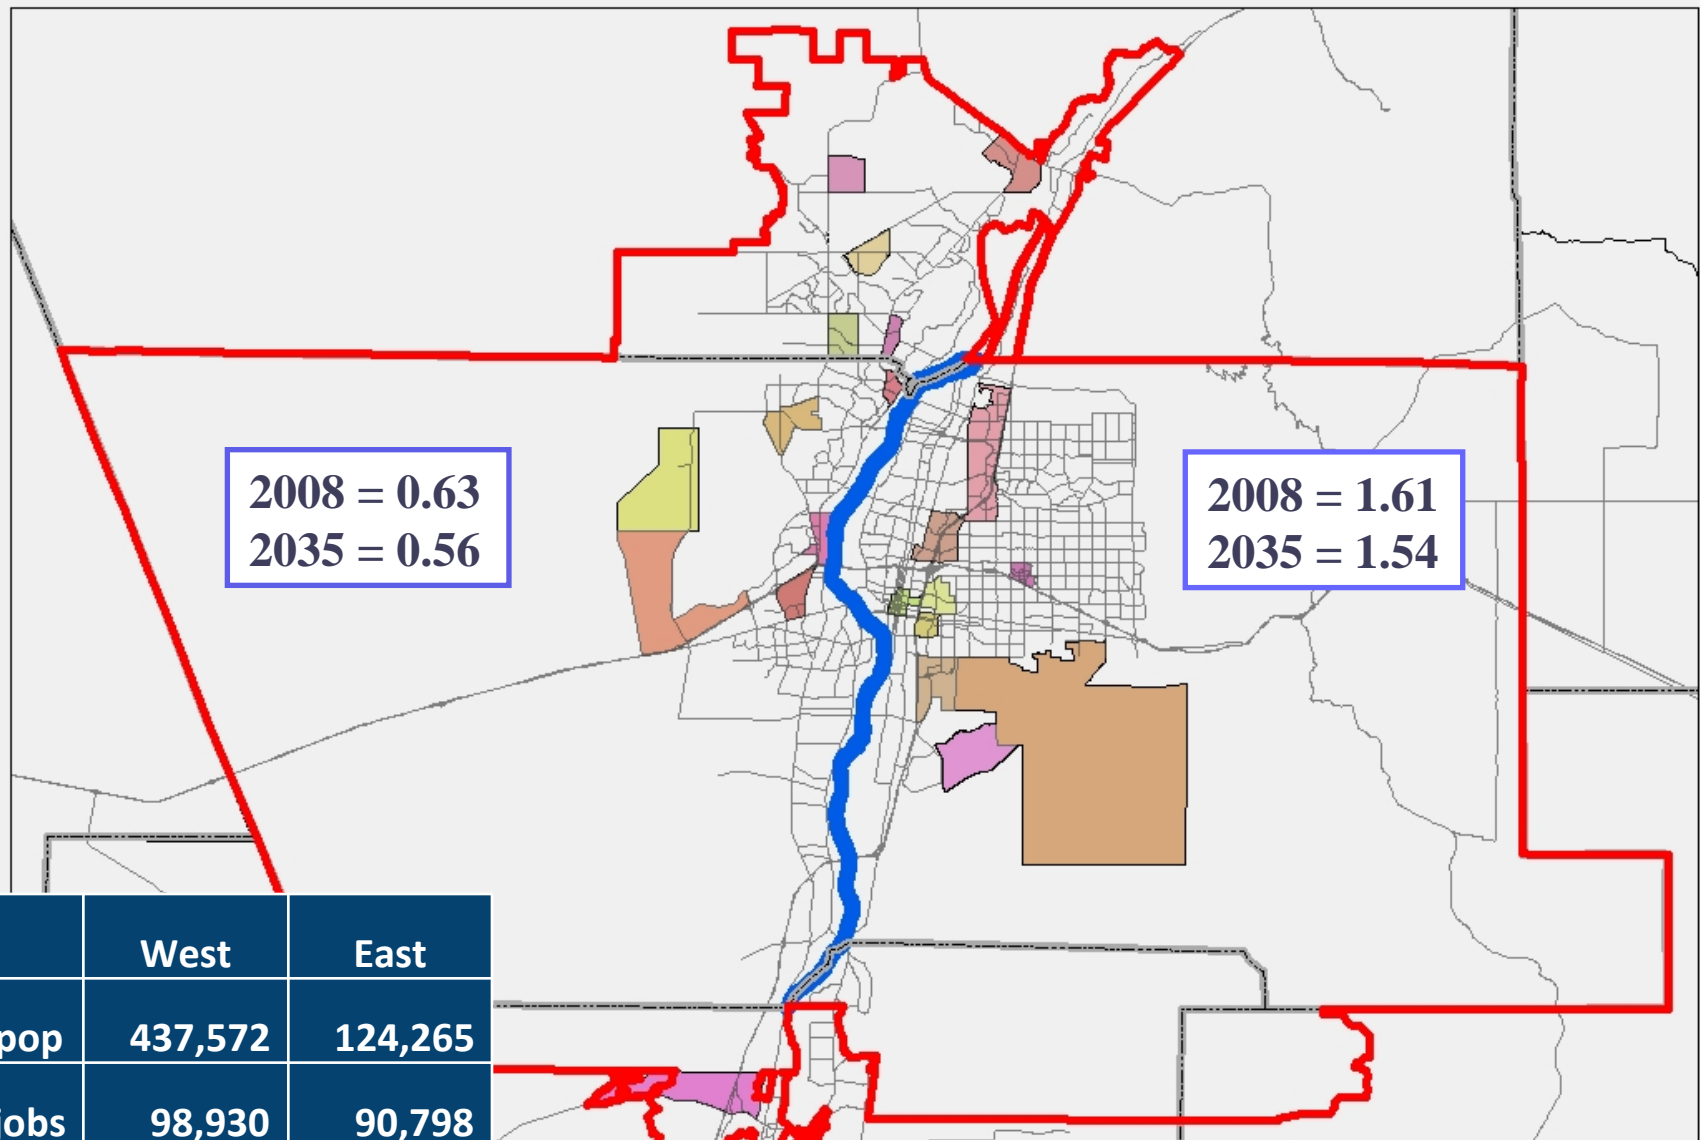 2008 = 0.63
2035 = 0.56
2008 = 1.61
2035 = 1.54
West East
pop 437,572 124,265
jobs 98,930 90,798